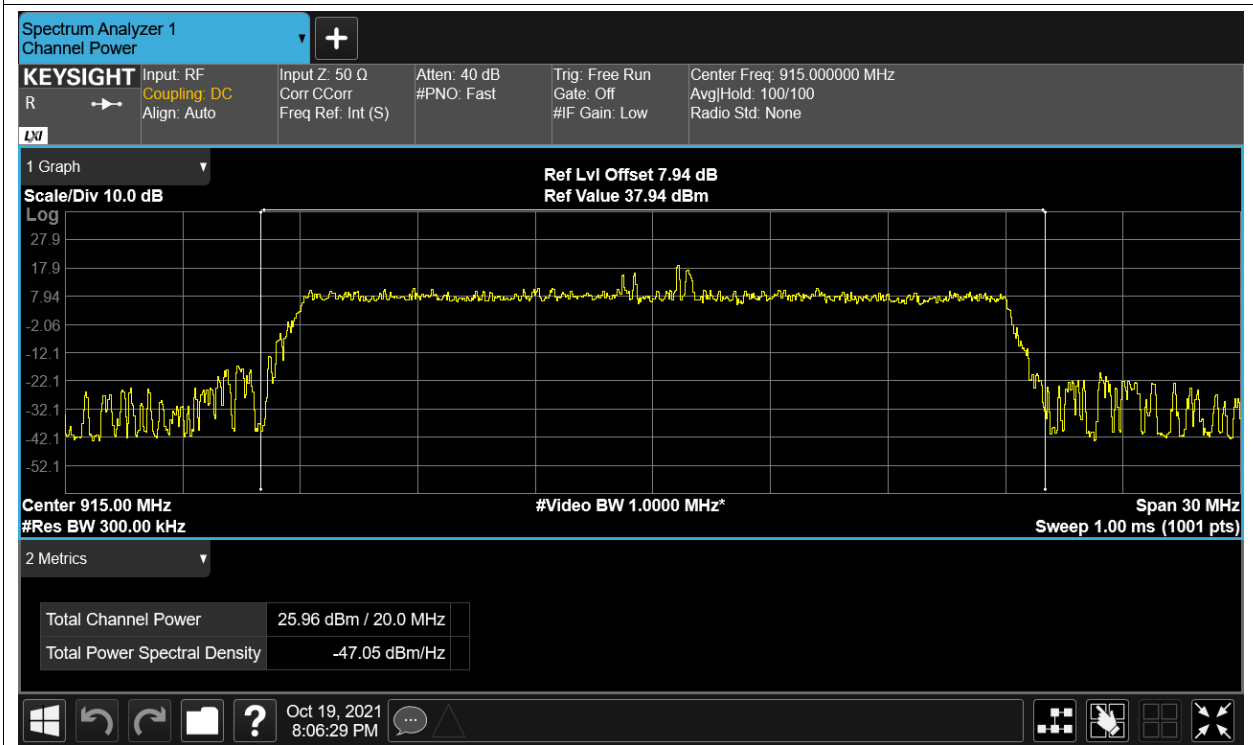 Spectrum Analyzer 1
Channel Power
▼
+
KEYSIGHT
R
LXI
Input: RF
Coupling: DC
Align: Auto
Input Z: 50 Ω
Corr CCorr
Freq Ref: Int (S)
Atten: 40 dB
#PNO: Fast
Trig: Free Run
Gate: Off
#IF Gain: Low
Center Freq: 915.000000 MHz
Avg|Hold: 100/100
Radio Std: None
1 Graph ▼
Scale/Div 10.0 dB
Ref Lvl Offset 7.94 dB
Ref Value 37.94 dBm
Log
27.9
17.9
7.94
-2.06
-12.1
-22.1
-32.1
-42.1
-52.1
Center 915.00 MHz
#Res BW 300.00 kHz
#Video BW 1.0000 MHz*
Span 30 MHz
Sweep 1.00 ms (1001 pts)
2 Metrics ▼
Total Channel Power 25.96 dBm / 20.0 MHz
Total Power Spectral Density -47.05 dBm/Hz
?
Oct 19, 2021
8:06:29 PM